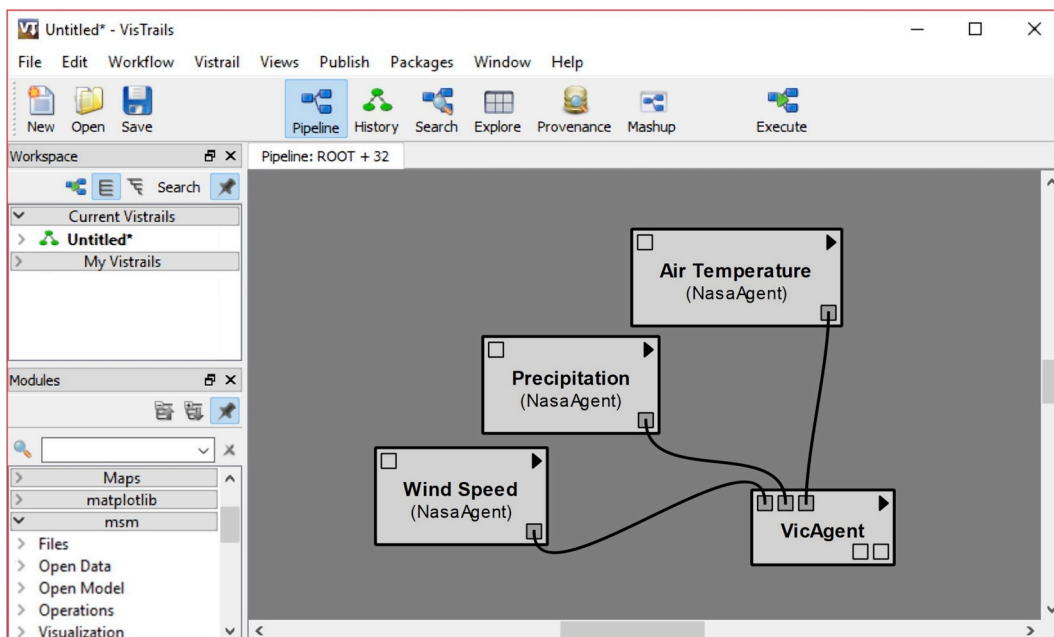 VT Untitled* - VisTrails
File Edit Workflow Vistrail Views Publish Packages Window Help
New Open Save Pipeline History Search Explore Provenance Mashup Execute
Workspace
Pipeline: ROOT + 32
Search
Current Vistrails
Untitled*
My Vistrails
Air Temperature
(NasaAgent)
Precipitation
(NasaAgent)
Wind Speed
(NasaAgent)
VicAgent
Modules
Maps
matplotlib
msm
Files
Open Data
Open Model
Operations
Visualization